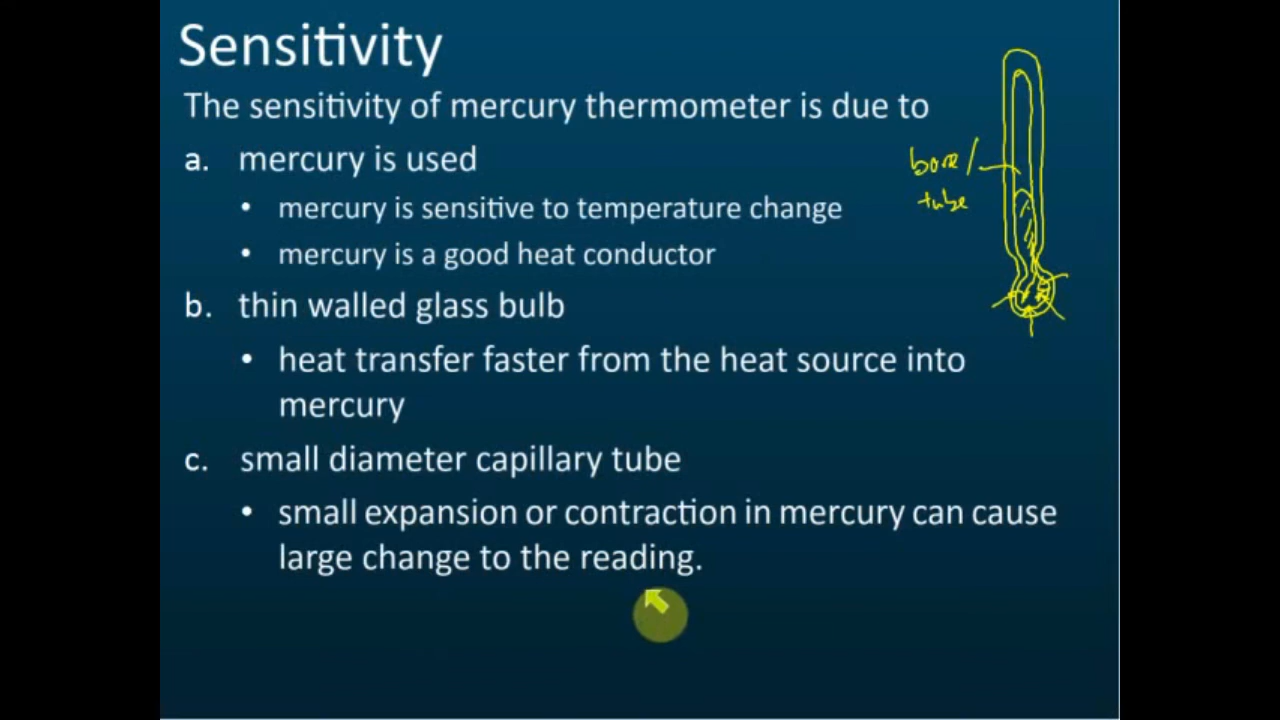 Sensitivity
The sensitivity of mercury thermometer is due to
a. mercury is used
• mercury is sensitive to temperature change
• mercury is a good heat conductor
b. thin walled glass bulb
• heat transfer faster from the heat source into
mercury
c. small diameter capillary tube
• small expansion or contraction in mercury can cause
large change to the reading.
bore/
tube